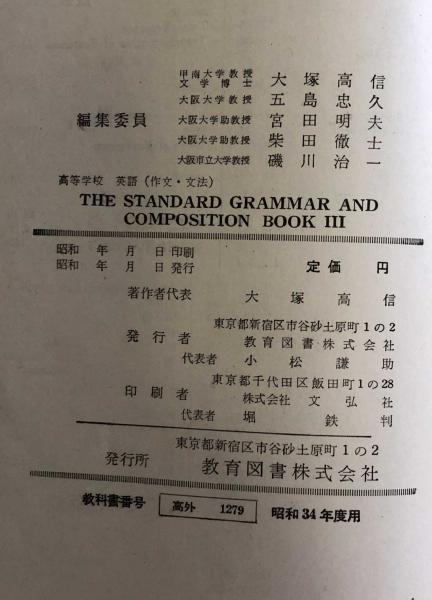 甲南大学教授
文学博士 大塚高信
大阪大学教授 五島忠久
編集委員 大阪大学助教授 宮田明夫
大阪大学助教授 柴田徹士
大阪市立大学教授 磯川治一
高等学校 英語（作文・文法）
THE STANDARD GRAMMAR AND
COMPOSITION BOOK III
昭和 年 月 日 印刷
昭和 年 月 日 発行 定価 円
著作者代表 大塚高信
東京都新宿区市谷砂土原町1の2
発行者 教育図書株式会社
代表者 小松謙助
東京都千代田区飯田町1の28
印刷者 株式会社 文弘社
代表者 堀鉄判
東京都新宿区市谷砂土原町1の2
発行所 教育図書株式会社
教科書番号 高外 1279 昭和34年度用